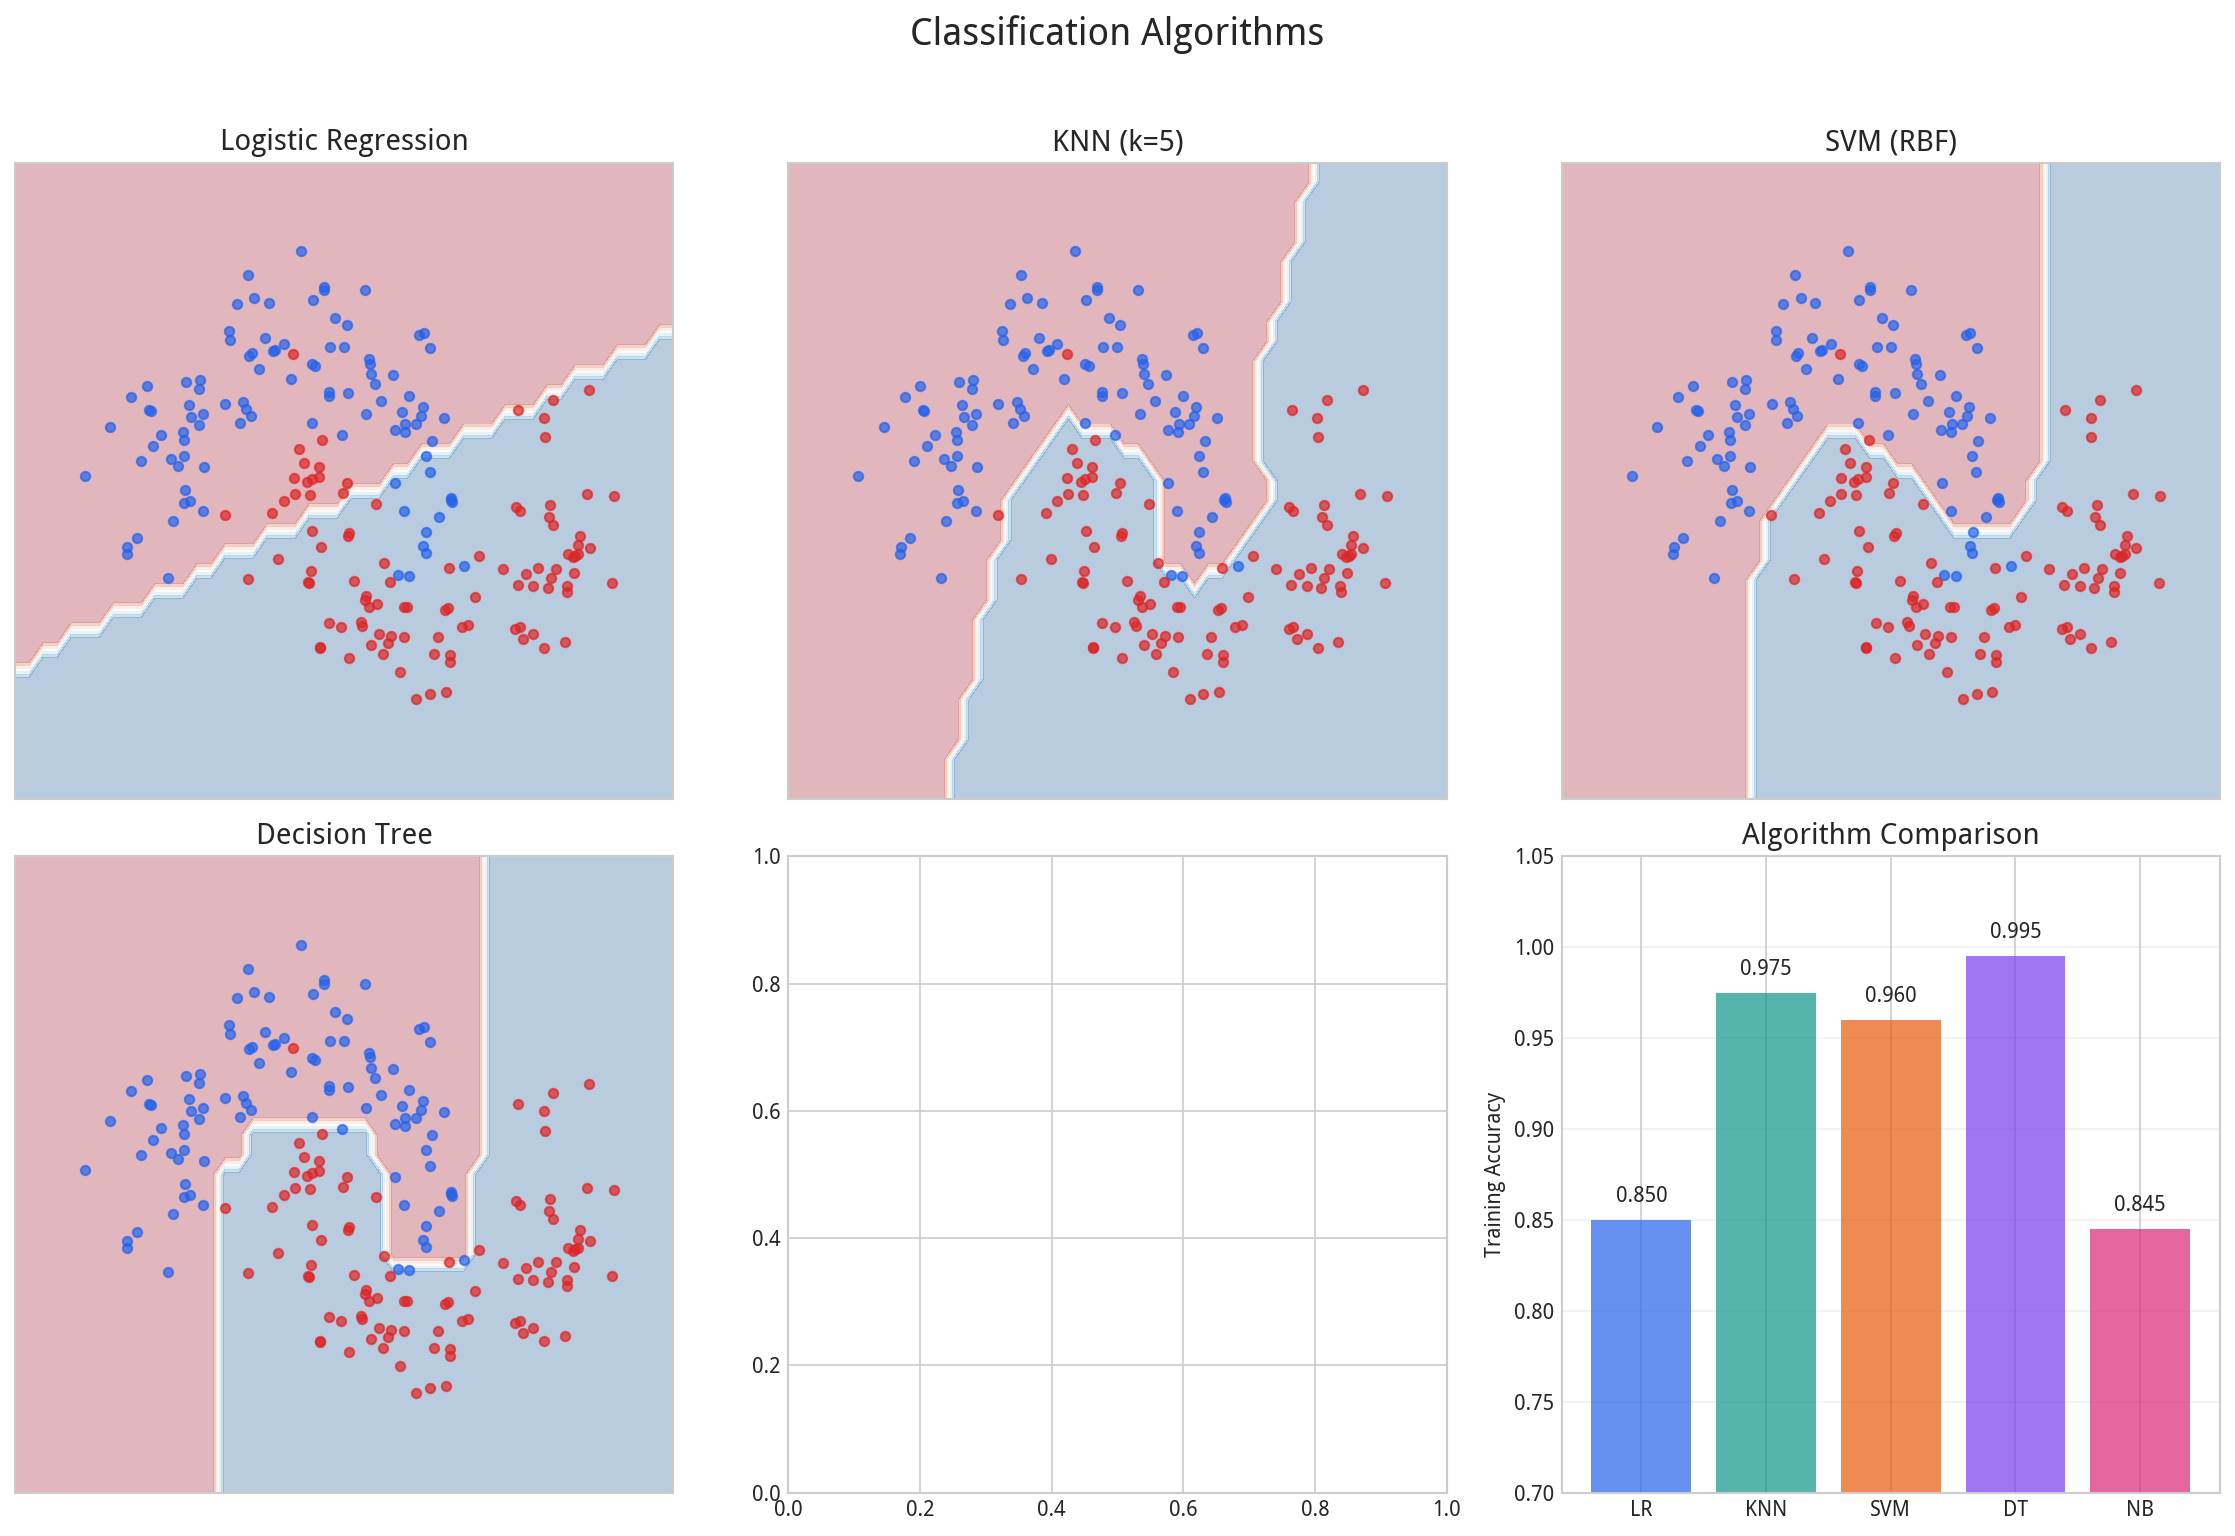 Classification Algorithms
Logistic Regression
KNN (k=5)
SVM (RBF)
Decision Tree
1.0
0.8
0.6
0.4
0.2
0.0
0.0 0.2 0.4 0.6 0.8 1.0
Algorithm Comparison
Training Accuracy
1.05
1.00
0.95
0.90
0.85
0.80
0.75
0.70
0.850
0.975
0.960
0.995
0.845
LR KNN SVM DT NB